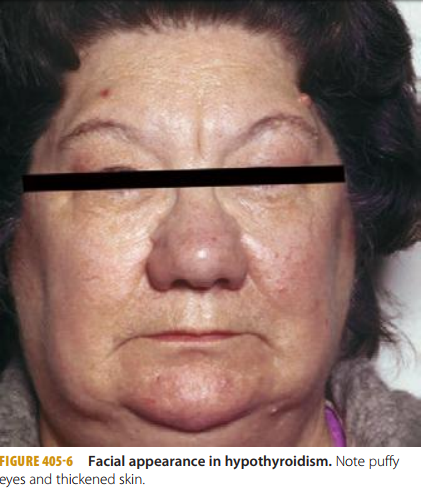 FIGURE 405-6 Facial appearance in hypothyroidism. Note puffy
eyes and thickened skin.